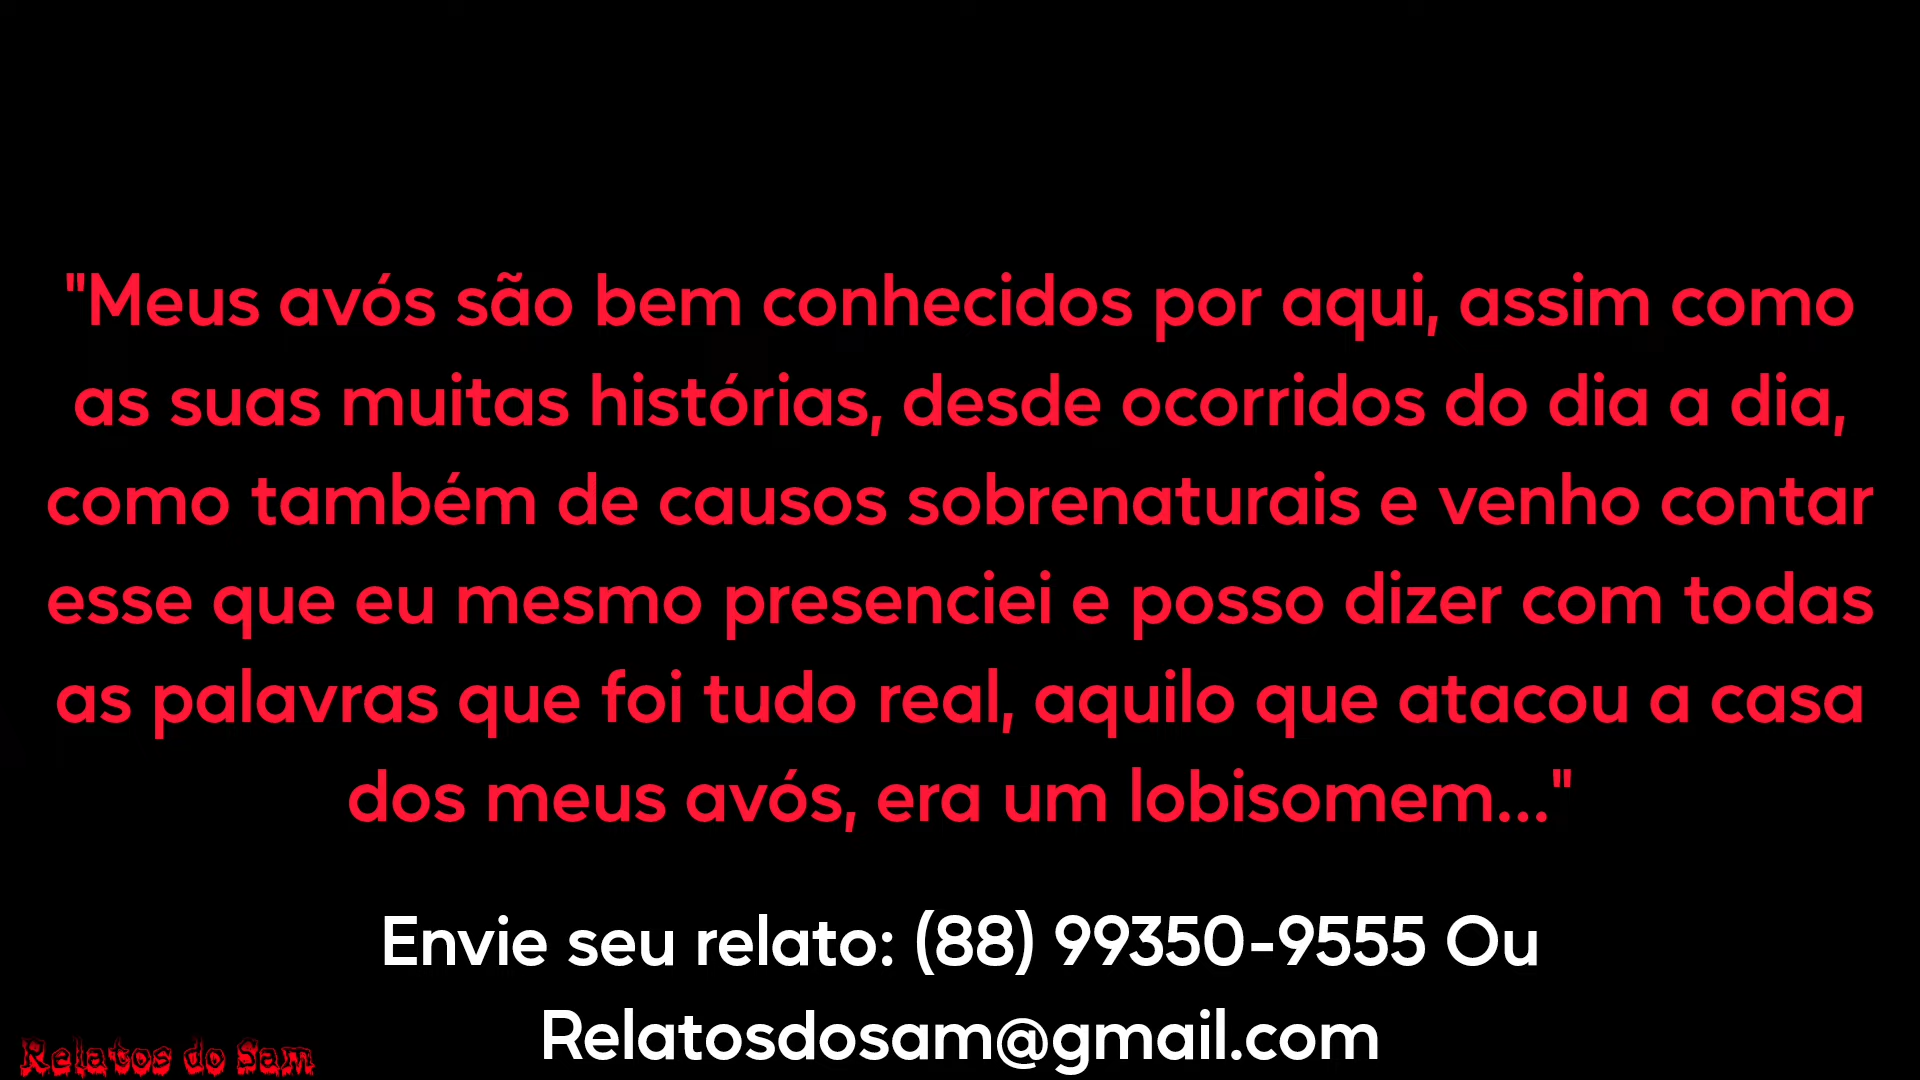 "Meus avós são bem conhecidos por aqui, assim como
as suas muitas histórias, desde ocorridos do dia a dia,
como também de causos sobrenaturais e venho contar
esse que eu mesmo presenciei e posso dizer com todas
as palavras que foi tudo real, aquilo que atacou a casa
dos meus avós, era um lobisomem..."
Envie seu relato: (88) 99350-9555 Ou
Relatosdosam@gmail.com
Relatos do Sam